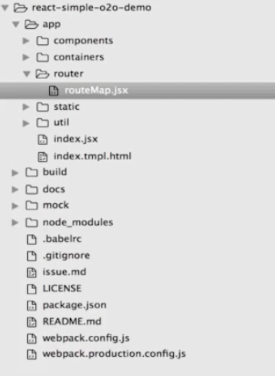 react-simple-o2o-demo
app
components
containers
router
routeMap.jsx
static
util
index.jsx
index.tmpl.html
build
docs
mock
node_modules
.babelrc
.gitignore
issue.md
LICENSE
package.json
README.md
webpack.config.js
webpack.production.config.js